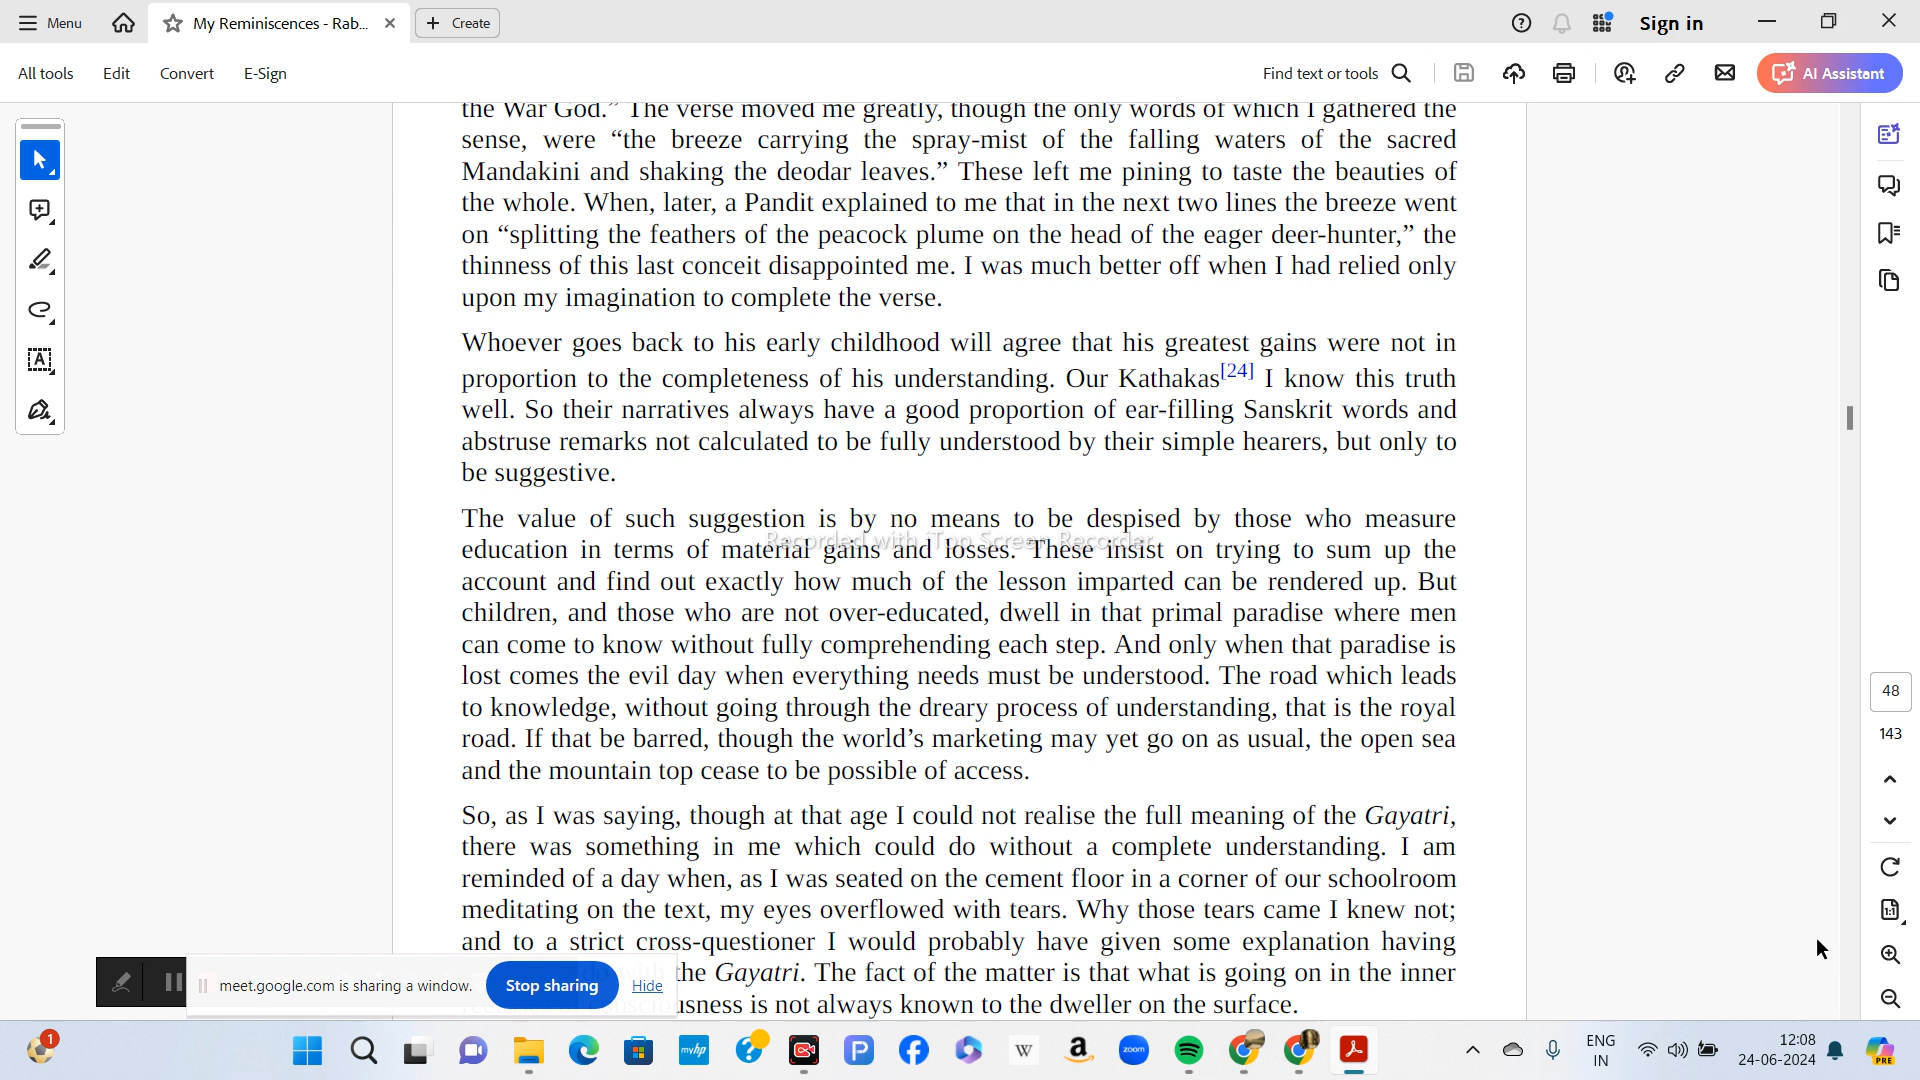 Menu
My Reminiscences - Rab...
Create
Sign in
All tools
Edit
Convert
E-Sign
Find text or tools
AI Assistant
the War God.” The verse moved me greatly, though the only words of which I gathered the
sense, were “the breeze carrying the spray-mist of the falling waters of the sacred
Mandakini and shaking the deodar leaves.” These left me pining to taste the beauties of
the whole. When, later, a Pandit explained to me that in the next two lines the breeze went
on “splitting the feathers of the peacock plume on the head of the eager deer-hunter,” the
thinness of this last conceit disappointed me. I was much better off when I had relied only
upon my imagination to complete the verse.
Whoever goes back to his early childhood will agree that his greatest gains were not in
proportion to the completeness of his understanding. Our Kathakas[24] I know this truth
well. So their narratives always have a good proportion of ear-filling Sanskrit words and
abstruse remarks not calculated to be fully understood by their simple hearers, but only to
be suggestive.
The value of such suggestion is by no means to be despised by those who measure
Recorded with iTop Screen Recorder
education in terms of material gains and losses. These insist on trying to sum up the
account and find out exactly how much of the lesson imparted can be rendered up. But
children, and those who are not over-educated, dwell in that primal paradise where men
can come to know without fully comprehending each step. And only when that paradise is
lost comes the evil day when everything needs must be understood. The road which leads
to knowledge, without going through the dreary process of understanding, that is the royal
road. If that be barred, though the world’s marketing may yet go on as usual, the open sea
and the mountain top cease to be possible of access.
So, as I was saying, though at that age I could not realise the full meaning of the Gayatri,
there was something in me which could do without a complete understanding. I am
reminded of a day when, as I was seated on the cement floor in a corner of our schoolroom
meditating on the text, my eyes overflowed with tears. Why those tears came I knew not;
and to a strict cross-questioner I would probably have given some explanation having
the Gayatri. The fact of the matter is that what is going on in the inner
consciousness is not always known to the dweller on the surface.
48
143
1:1
meet.google.com is sharing a window.
Stop sharing
Hide
1
myhp
P
W
a
zoom
ENG
IN
12:08
24-06-2024
PRE